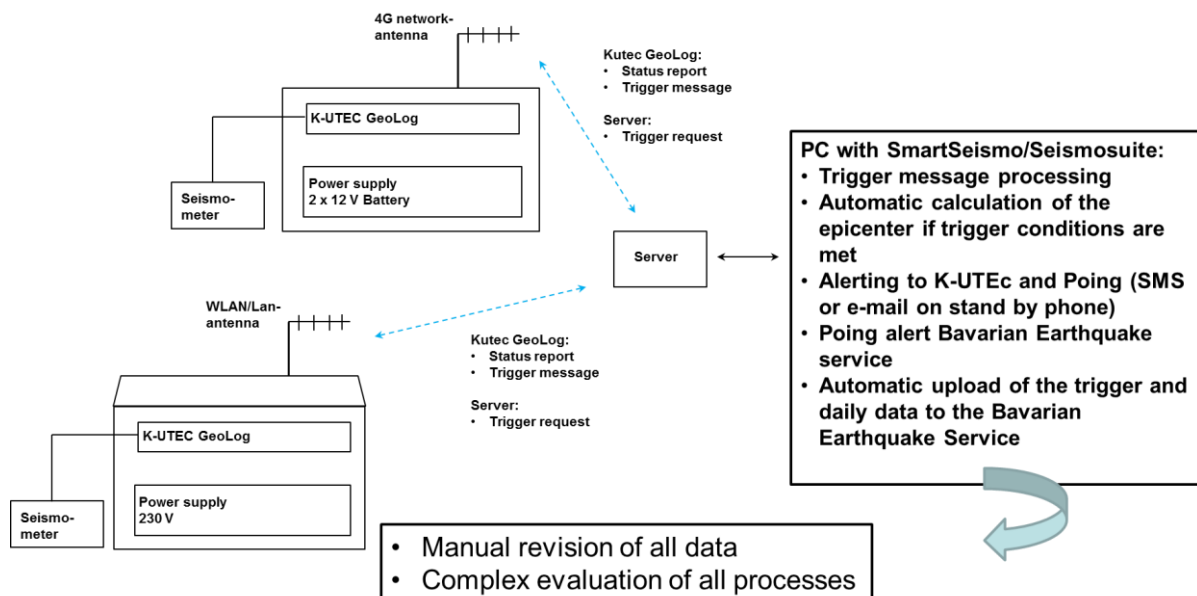 4G network-
antenna
Kutec GeoLog:
• Status report
• Trigger message
Server:
• Trigger request
K-UTEC GeoLog
Power supply
2 x 12 V Battery
Seismo-
meter
Server
PC with SmartSeismo/Seismosuite:
• Trigger message processing
• Automatic calculation of the
epicenter if trigger conditions are
met
• Alerting to K-UTEc and Poing (SMS
or e-mail on stand by phone)
• Poing alert Bavarian Earthquake
service
• Automatic upload of the trigger and
daily data to the Bavarian
Earthquake Service
WLAN/Lan-
antenna
Kutec GeoLog:
• Status report
• Trigger message
Server:
• Trigger request
K-UTEC GeoLog
Power supply
230 V
Seismo-
meter
• Manual revision of all data
• Complex evaluation of all processes